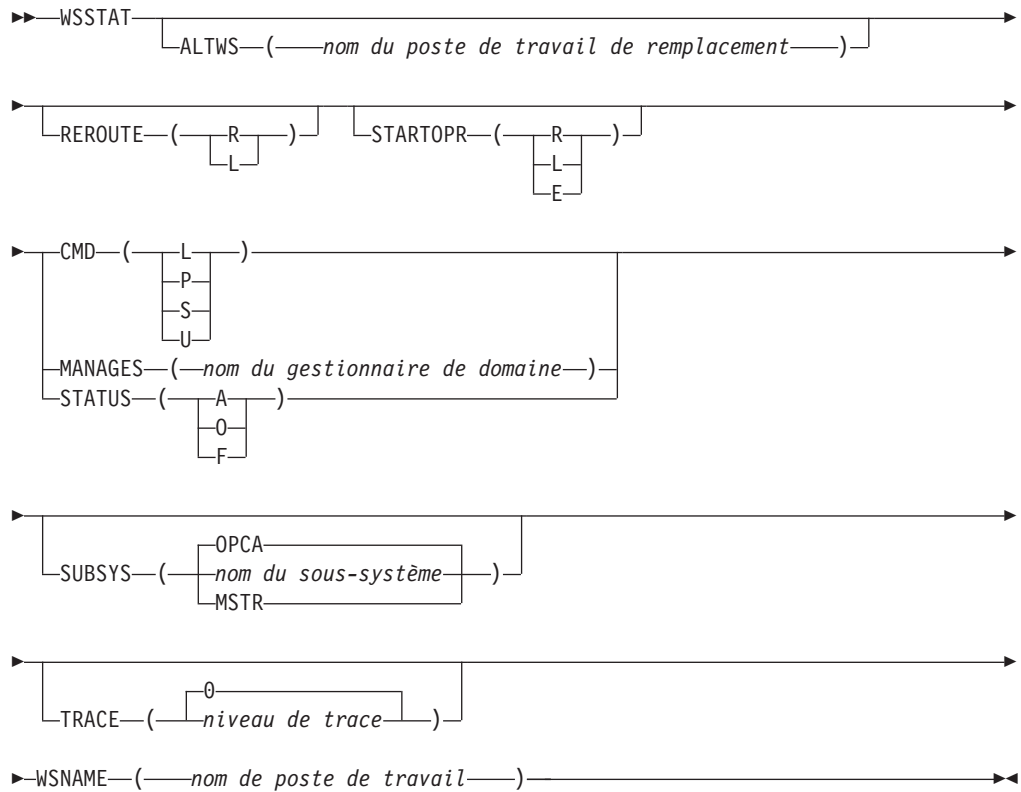 WSSTAT
ALTWS ( nom du poste de travail de remplacement )
REROUTE ( R ) STARTOPR ( R )
L L
E
CMD ( L )
P
S
U
MANAGES ( nom du gestionnaire de domaine )
STATUS ( A )
O
F
OPCA
SUBSYS ( nom du sous-système )
MSTR
0
TRACE ( niveau de trace )
WSNAME ( nom de poste de travail )